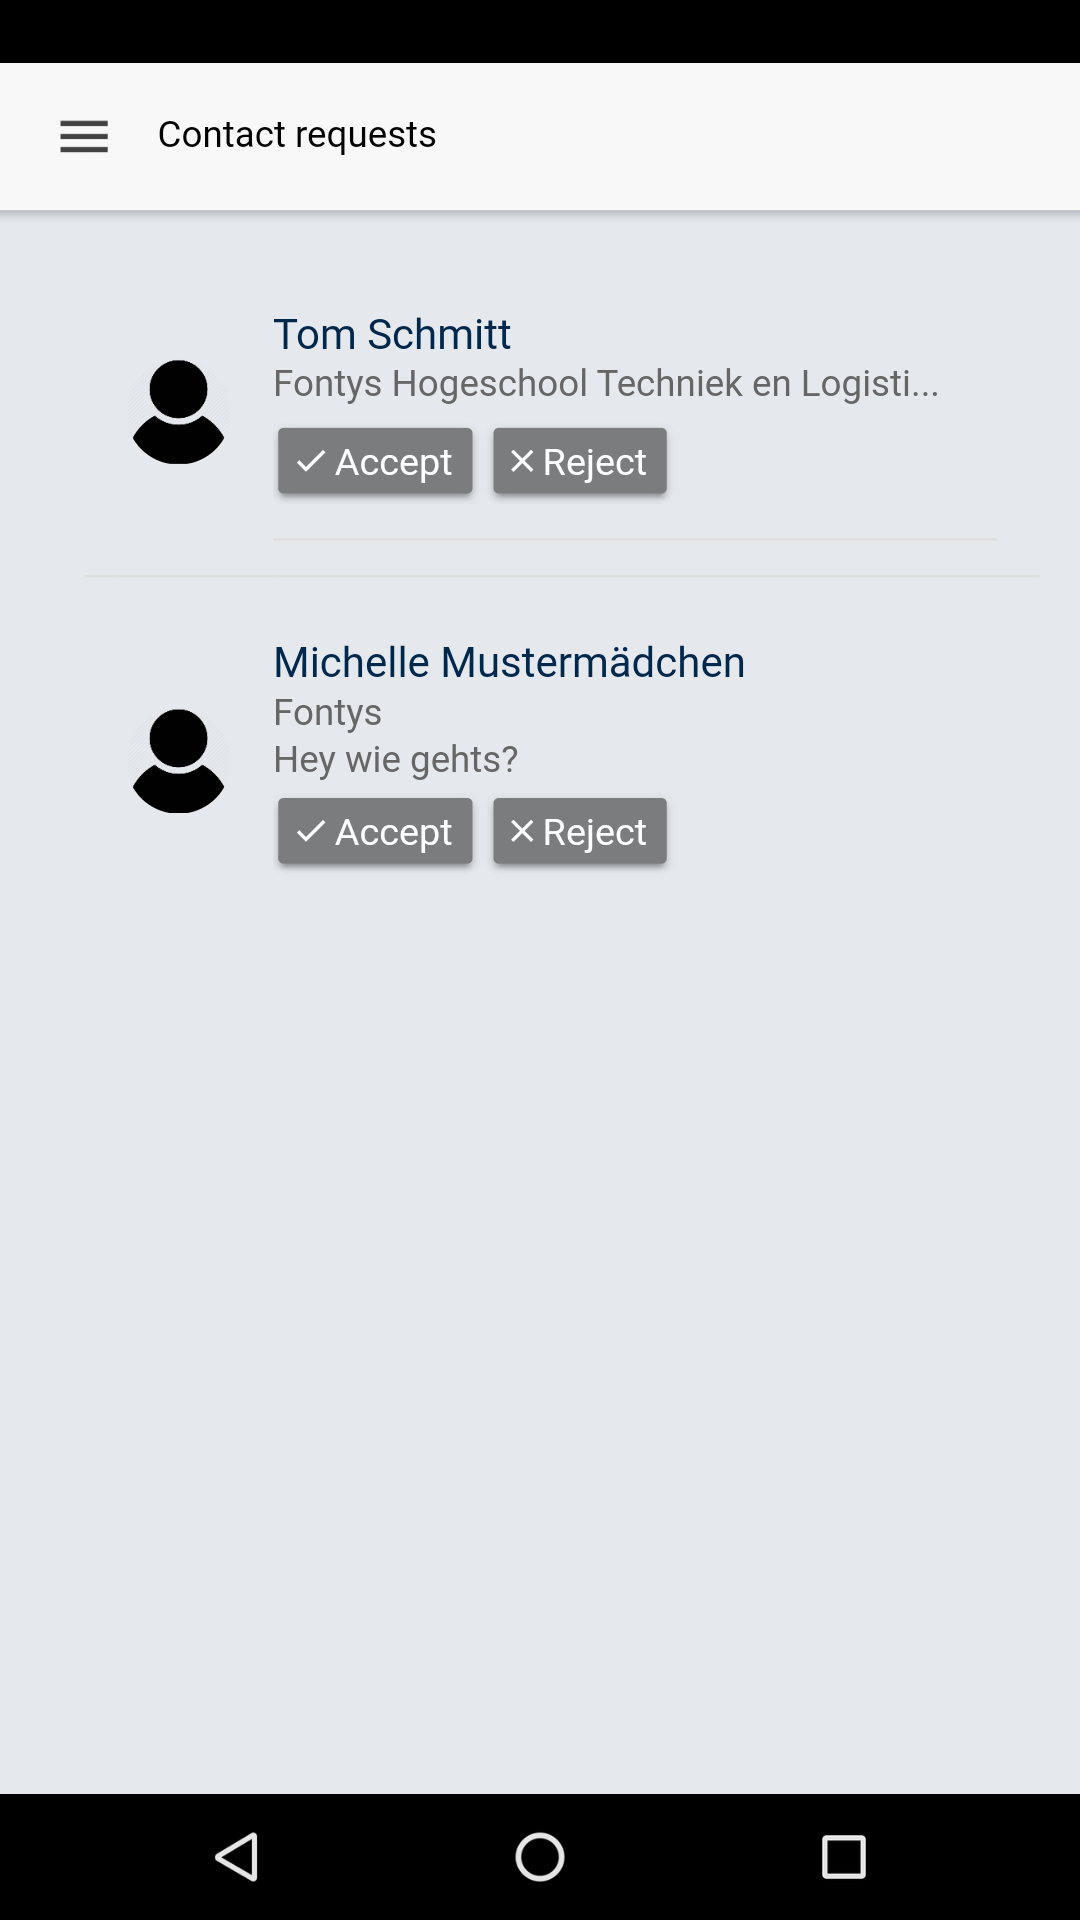 Contact requests
Tom Schmitt
Fontys Hogeschool Techniek en Logisti...
Accept Reject
Michelle Mustermädchen
Fontys
Hey wie gehts?
Accept Reject